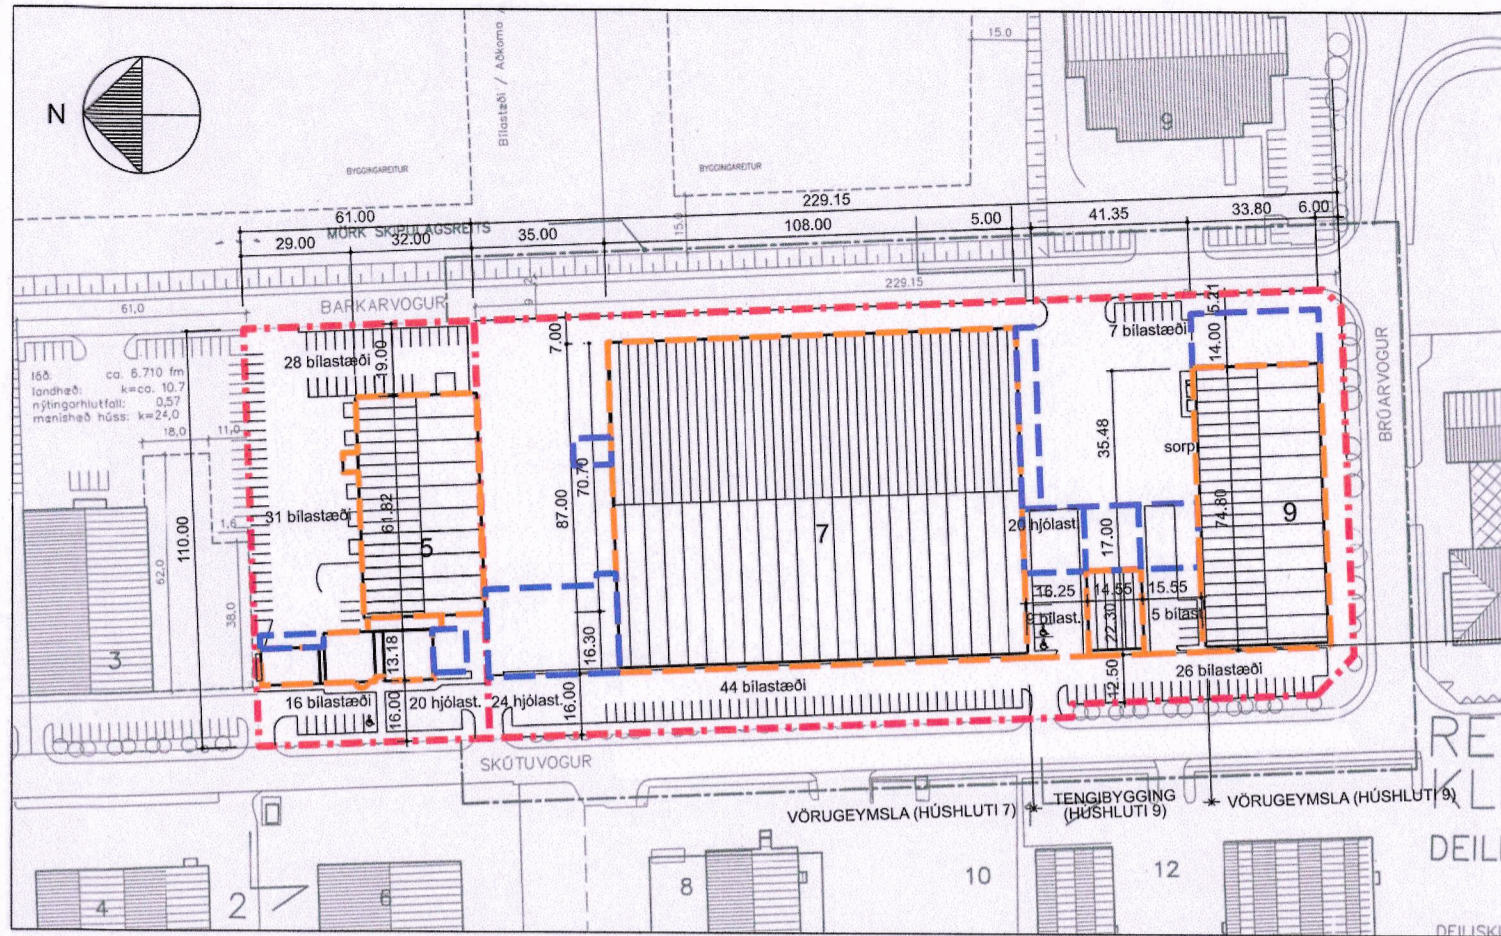 N
Bílastæði / Aðkoma
15.0
9
BYGGINGAREITUR
BYGGINGAREITUR
61.00
229.15
MÖRK SKIPULAGSREITS
29.00
32.00
35.00
15.0
108.00
5.00
41.35
33.80
6.00
61,0
BARKARVOGUR
229.15
lóð: ca. 6.710 fm
landhæð: k=ca. 10.7
nýtingarhlutfall: 0,57
mænishæð húss: k=24,0
18,0
11,0
28 bílastæði
19.00
7.00
7 bílastæði
14.00
5.21
BRÚARVOGUR
110.00
1,6
62,0
38,0
31 bílastæði
61.82
5
87.00
70.70
7
35.48
sorp
74.80
9
20 hjólast.
17.00
16.25
14.55
15.55
9 bílast.
22.30
5 bílast.
3
13.18
16.30
16 bílastæði
16.00
20 hjólast.
24 hjólast.
16.00
44 bílastæði
12.50
26 bílastæði
SKÚTUVOGUR
VÖRUGEYMSLA (HÚSHLUTI 7)
TENGIBYGGING
(HÚSHLUTI 9)
VÖRUGEYMSLA (HÚSHLUTI 9)
RE
KL
DEIL
4
2
6
8
10
12
DEILISK